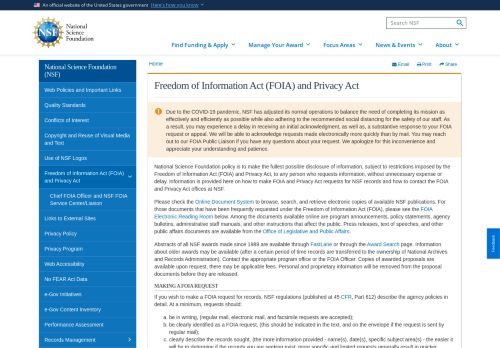 An official website of the United States government Here's how you know
NSF National Science Foundation
Search NSF
Find Funding & Apply
Manage Your Award
Focus Areas
News & Events
About
National Science Foundation (NSF)
Web Policies and Important Links
Quality Standards
Conflicts of Interest
Copyright and Reuse of Visual Media and Text
Use of NSF Logos
Freedom of Information Act (FOIA) and Privacy Act
Chief FOIA Officer and NSF FOIA Service Center/Liaison
Links to External Sites
Privacy Policy
Privacy Program
Web Accessibility
No FEAR Act Data
e-Gov Initiatives
e-Gov Content Inventory
Performance Assessment
Records Management
Home
Email Print Share
Freedom of Information Act (FOIA) and Privacy Act
Due to the COVID-19 pandemic, NSF has adjusted its normal operations to balance the need of completing its mission as
effectively and efficiently as possible while also adhering to the recommended social distancing for the safety of our staff. As
a result, you may experience a delay in receiving an initial acknowledgment, as well as, a substantive response to your FOIA
request or appeal. We will be able to acknowledge requests made electronically more quickly than by mail. You may reach
out to our FOIA Public Liaison if you have any questions about your request. We apologize for this inconvenience and
appreciate your understanding and patience.
National Science Foundation policy is to make the fullest possible disclosure of information, subject to restrictions imposed by the
Freedom of Information Act (FOIA) and Privacy Act, to any person who requests information, without unnecessary expense or
delay. Information is provided here on how to make FOIA and Privacy Act requests for NSF records and how to contact the FOIA
and Privacy Act offices at NSF.
Please check the Online Document System to browse, search, and retrieve electronic copies of available NSF publications. For
those documents that have been frequently requested under the Freedom of Information Act (FOIA), please see the FOIA
Electronic Reading Room below. Among the documents available online are program announcements, policy statements, agency
bulletins, administrative staff manuals, and other instructions that affect the public. Press releases, text of speeches, and other
public affairs documents are available from the Office of Legislative and Public Affairs.
Abstracts of all NSF awards made since 1989 are available through FastLane or through the Award Search page. Information
about older awards may be available (after a certain period of time records are transferred to the ownership of National Archives
and Records Administration). Contact the appropriate program office or the FOIA Officer. Copies of awarded proposals are
available upon request, there may be applicable fees. Personal and proprietary information will be removed from the proposal
documents before they are released.
MAKING A FOIA REQUEST
If you wish to make a FOIA request for records, NSF regulations (published at 45 CFR, Part 612) describe the agency policies in
detail. At a minimum, requests should:
a. be in writing, (regular mail, electronic mail, and facsimile requests are accepted);
b. be clearly identified as a FOIA request, (this should be indicated in the text, and on the envelope if the request is sent by
regular mail);
c. clearly describe the records sought, (the more information provided - name(s), date(s), specific subject area(s) - the easier it
Feedback